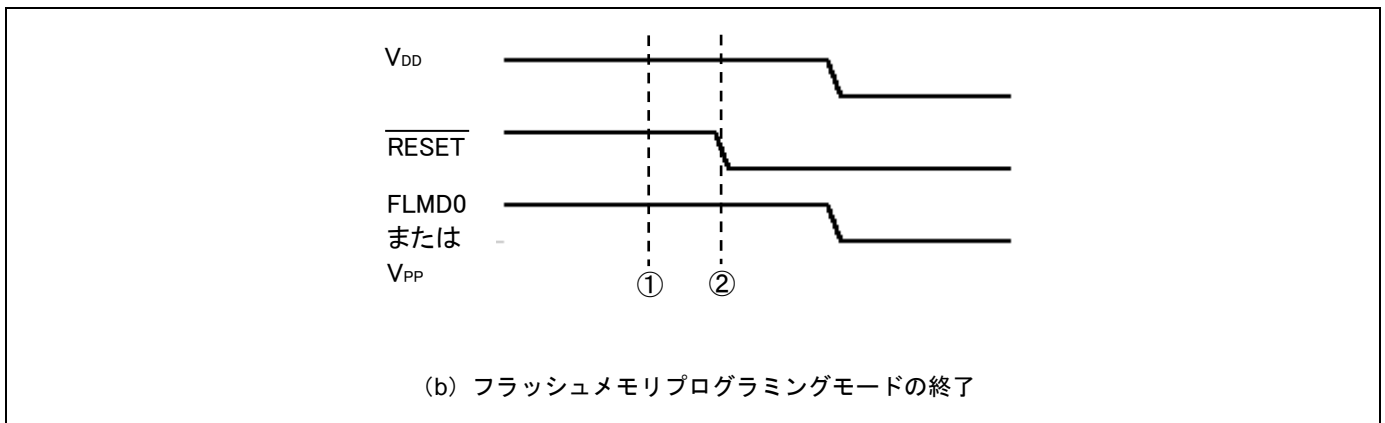 VDD
RESET
FLMD0
または
VPP
① ②
(b) フラッシュメモリプログラミングモードの終了